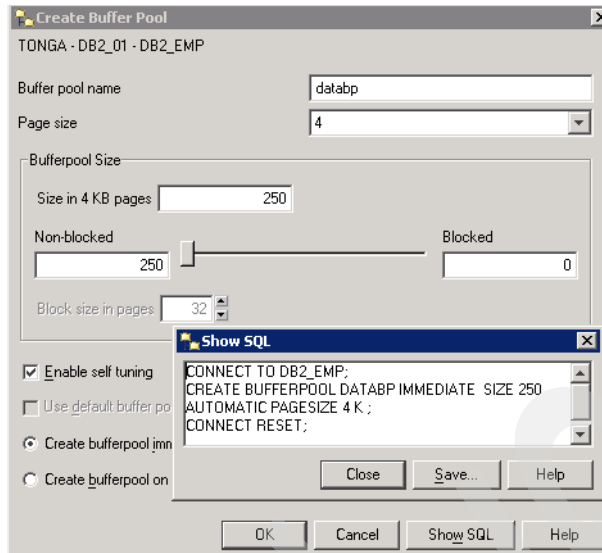 Create Buffer Pool
TONGA - DB2_01 - DB2_EMP
Buffer pool name databp
Page size 4
Bufferpool Size
Size in 4 KB pages 250
Non-blocked Blocked
250 0
Block size in pages 32
Show SQL
CONNECT TO DB2_EMP;
CREATE BUFFERPOOL DATABP IMMEDIATE SIZE 250
AUTOMATIC PAGESIZE 4 K ;
CONNECT RESET;
Enable self tuning
Use default buffer po
Create bufferpool imm
Create bufferpool on
Close Save... Help
OK Cancel Show SQL Help